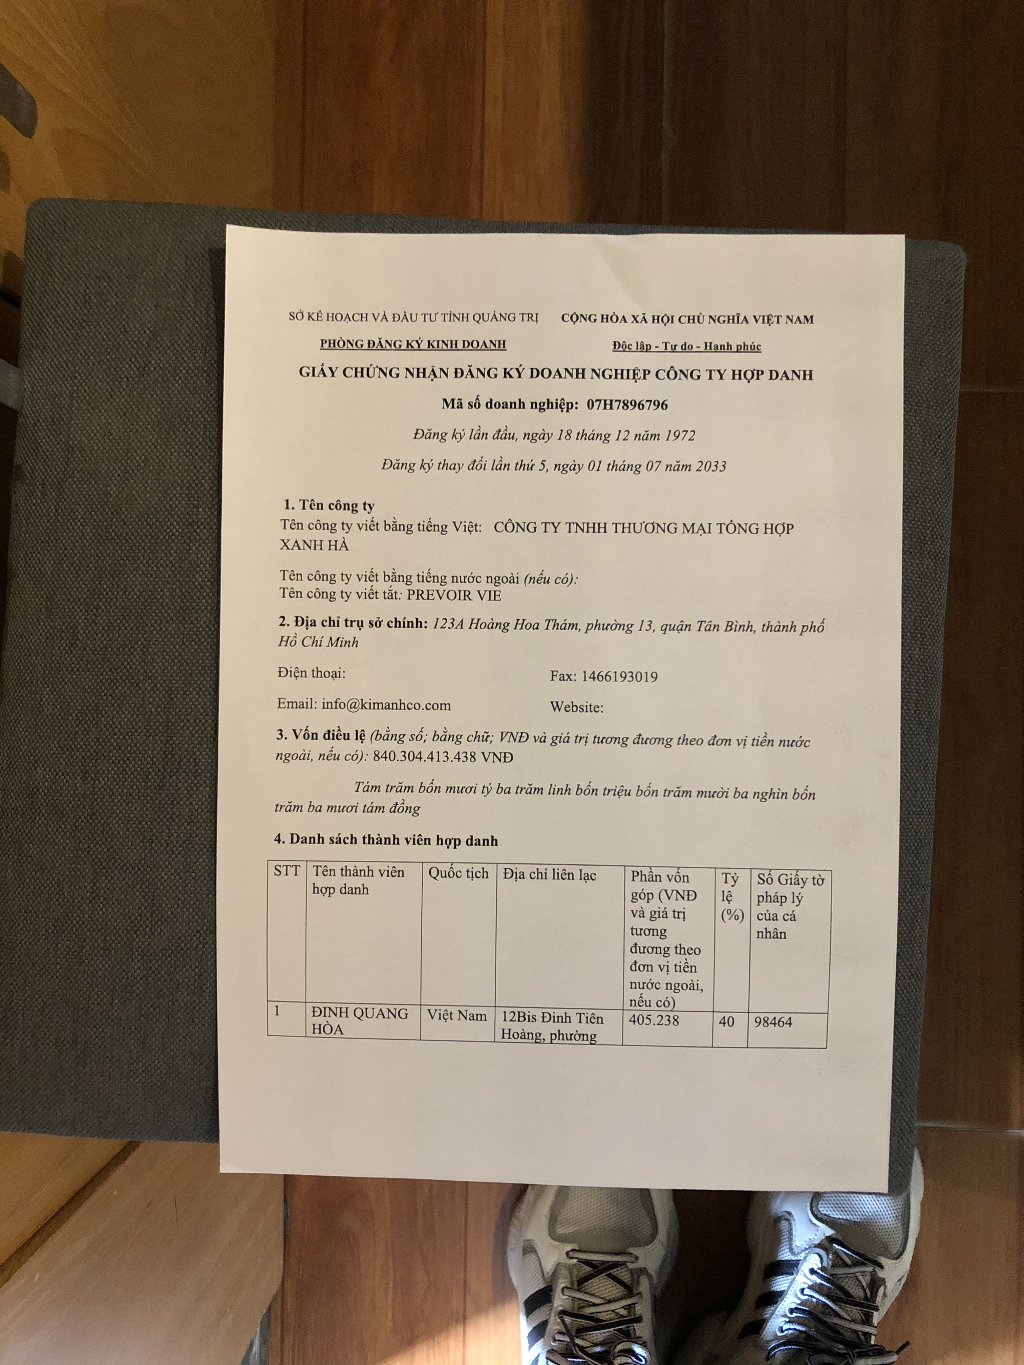 SỞ KẾ HOẠCH VÀ ĐẦU TƯ TỈNH QUẢNG TRỊ CỘNG HÒA XÃ HỘI CHỦ NGHĨA VIỆT NAM
PHÒNG ĐĂNG KÝ KINH DOANH Độc lập - Tự do - Hạnh phúc
GIẤY CHỨNG NHẬN ĐĂNG KÝ DOANH NGHIỆP CÔNG TY HỢP DANH
Mã số doanh nghiệp: 07H7896796
Đăng ký lần đầu, ngày 18 tháng 12 năm 1972
Đăng ký thay đổi lần thứ 5, ngày 01 tháng 07 năm 2033
1. Tên công ty
Tên công ty viết bằng tiếng Việt: CÔNG TY TNHH THƯƠNG MẠI TỔNG HỢP
XANH HÀ
Tên công ty viết bằng tiếng nước ngoài (nếu có):
Tên công ty viết tắt: PREVOIR VIE
2. Địa chỉ trụ sở chính: 123A Hoàng Hoa Thám, phường 13, quận Tân Bình, thành phố
Hồ Chí Minh
Điện thoại: Fax: 1466193019
Email: info@kimanhco.com Website:
3. Vốn điều lệ (bằng số; bằng chữ; VNĐ và giá trị tương đương theo đơn vị tiền nước
ngoài, nếu có): 840.304.413.438 VNĐ
Tám trăm bốn mươi tỷ ba trăm linh bốn triệu bốn trăm mười ba nghìn bốn
trăm ba mươi tám đồng
4. Danh sách thành viên hợp danh
STT Tên thành viên Quốc tịch Địa chỉ liên lạc Phần vốn Tỷ Số Giấy tờ
hợp danh góp (VNĐ lệ pháp lý
và giá trị (%) của cá
tương nhân
đương theo
đơn vị tiền
nước ngoài,
nếu có)
1 ĐINH QUANG Việt Nam 12Bis Đinh Tiên 405.238 40 98464
HÒA Hoàng, phường